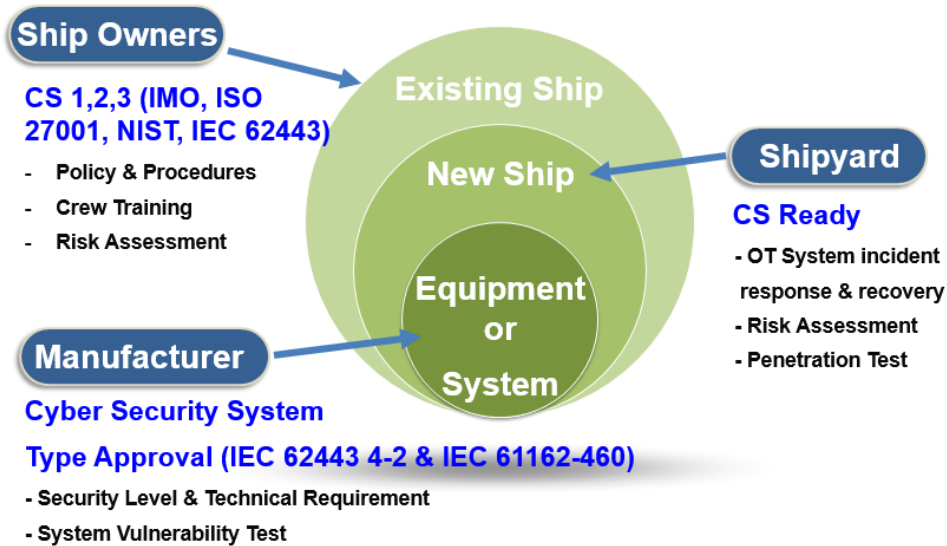 Ship Owners
CS 1,2,3 (IMO, ISO
27001, NIST, IEC 62443)
- Policy & Procedures
- Crew Training
- Risk Assessment
Existing Ship
New Ship
Equipment
or
System
Shipyard
CS Ready
- OT System incident
response & recovery
- Risk Assessment
- Penetration Test
Manufacturer
Cyber Security System
Type Approval (IEC 62443 4-2 & IEC 61162-460)
- Security Level & Technical Requirement
- System Vulnerability Test